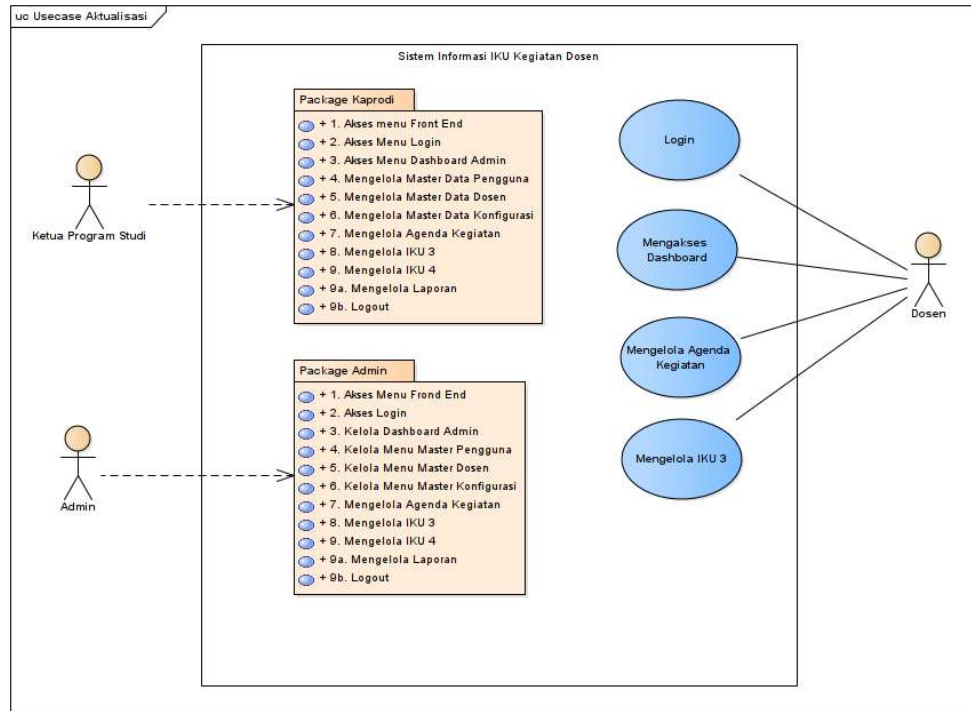 uc Usecase Aktualisasi
Sistem Informasi IKU Kegiatan Dosen
Package Kaprodi
+ 1. Akses menu Front End
+ 2. Akses Menu Login
+ 3. Akses Menu Dashboard Admin
+ 4. Mengelola Master Data Pengguna
+ 5. Mengelola Master Data Dosen
+ 6. Mengelola Master Data Konfigurasi
+ 7. Mengelola Agenda Kegiatan
+ 8. Mengelola IKU 3
+ 9. Mengelola IKU 4
+ 9a. Mengelola Laporan
+ 9b. Logout
Ketua Program Studi
Package Admin
+ 1. Akses Menu Frond End
+ 2. Akses Login
+ 3. Kelola Dashboard Admin
+ 4. Kelola Menu Master Pengguna
+ 5. Kelola Menu Master Dosen
+ 6. Kelola Menu Master Konfigurasi
+ 7. Mengelola Agenda Kegiatan
+ 8. Mengelola IKU 3
+ 9. Mengelola IKU 4
+ 9a. Mengelola Laporan
+ 9b. Logout
Admin
Login
Mengakses
Dashboard
Mengelola Agenda
Kegiatan
Mengelola IKU 3
Dosen